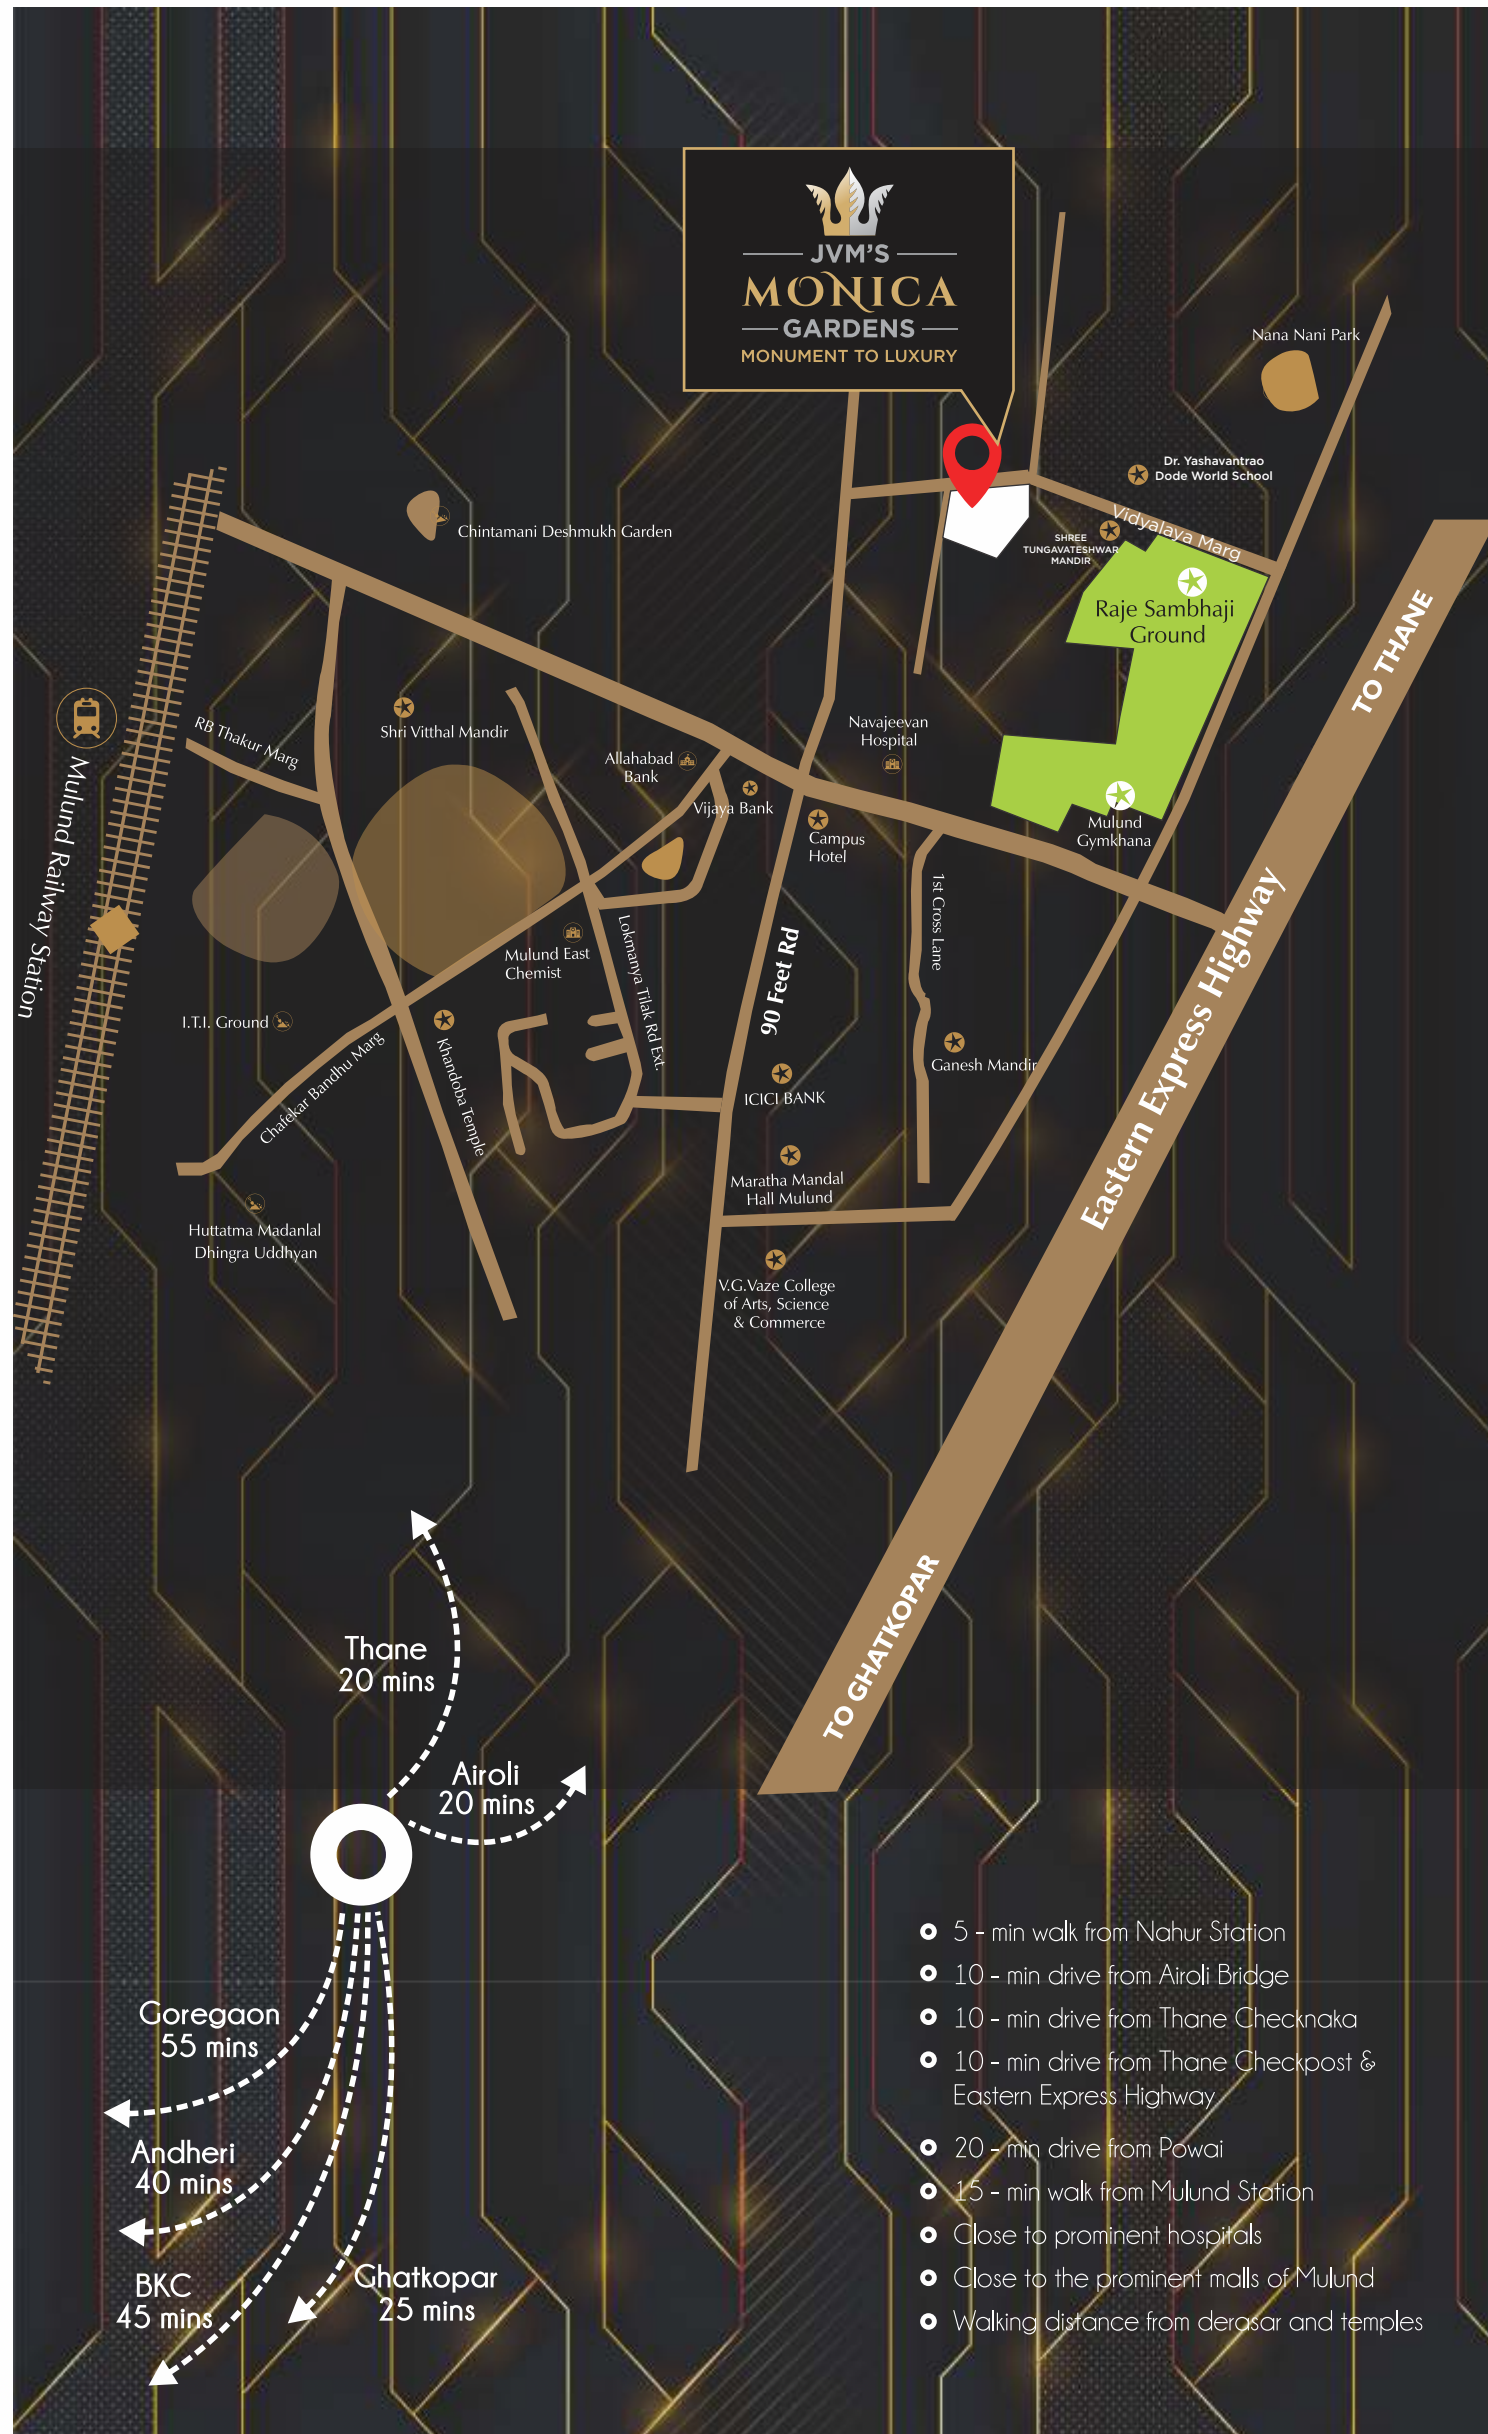 JVM'S
MONICA
GARDENS
MONUMENT TO LUXURY
Nana Nani Park
Dr. Yashavantrao
Dode World School
Vidyalaya Marg
SHREE
TUNGAVATESHWAR
MANDIR
Chintamani Deshmukh Garden
Raje Sambhaji
Ground
TO THANE
RB Thakur Marg
Shri Vitthal Mandir
Navajeevan
Hospital
Allahabad
Bank
Vijaya Bank
Mulund Railway Station
Campus
Hotel
Mulund
Gymkhana
1st Cross Lane
Eastern Express Highway
Lokmanya Tilak Rd Ext.
90 Feet Rd
Mulund East
Chemist
I.T.I. Ground
Chafekar Bandhu Marg
Khandoba Temple
Ganesh Mandir
ICICI BANK
Maratha Mandal
Hall Mulund
Huttatma Madanlal
Dhingra Uddhyan
V.G.Vaze College
of Arts, Science
& Commerce
TO GHATKOPAR
Thane
20 mins
Airoli
20 mins
Goregaon
55 mins
Andheri
40 mins
BKC
45 mins
Ghatkopar
25 mins
5 - min walk from Nahur Station
10 - min drive from Airoli Bridge
10 - min drive from Thane Checknaka
10 - min drive from Thane Checkpost &
Eastern Express Highway
20 - min drive from Powai
15 - min walk from Mulund Station
Close to prominent hospitals
Close to the prominent malls of Mulund
Walking distance from derasar and temples